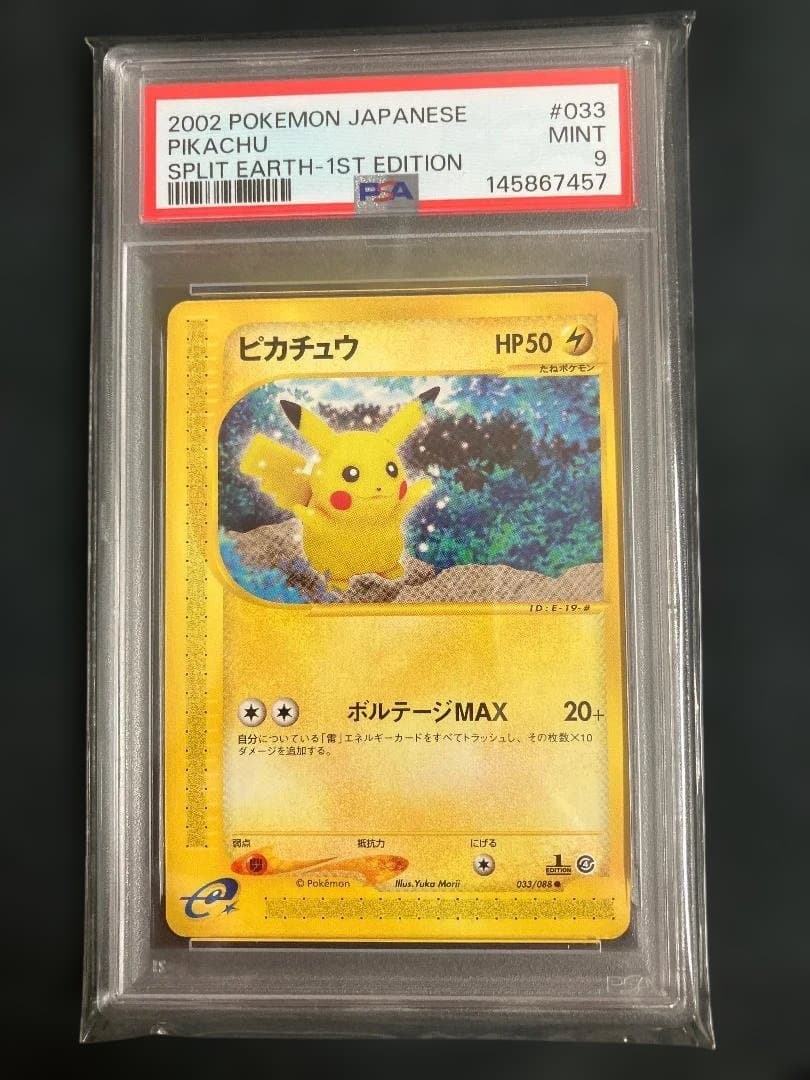 2002 POKEMON JAPANESE #033
PIKACHU MINT
SPLIT EARTH-1ST EDITION 9
PSA 145867457
ピカチュウ HP50
たねポケモン
ID:E-19-#
ボルテージMAX 20+
自分についている「雷」エネルギーカードをすべてトラッシュし、その枚数×10
ダメージを追加する。
弱点 抵抗力 にげる
1
EDITION
© Pokémon Illus.Yuka Morii 033/088●
e
PSA